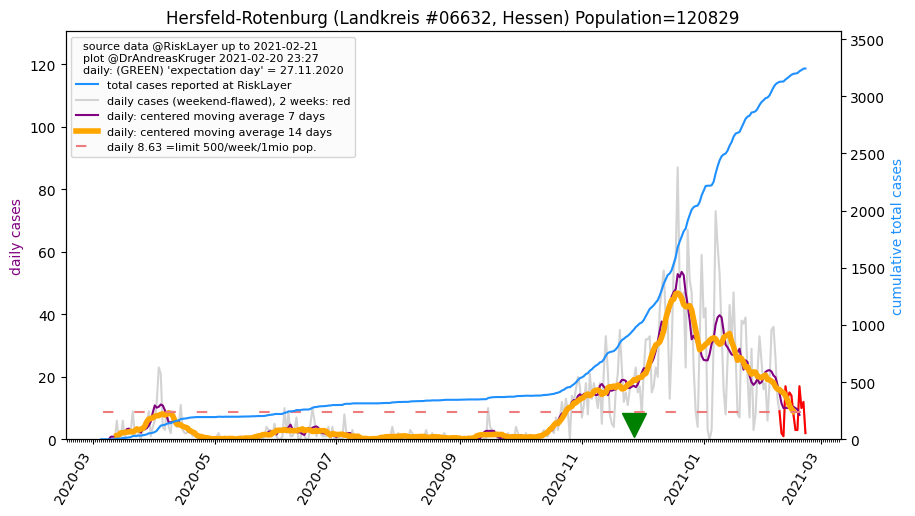 Hersfeld-Rotenburg (Landkreis #06632, Hessen) Population=120829
source data @RiskLayer up to 2021-02-21
plot @DrAndreasKruger 2021-02-20 23:27
daily: (GREEN) 'expectation day' = 27.11.2020
total cases reported at RiskLayer
daily cases (weekend-flawed), 2 weeks: red
daily: centered moving average 7 days
daily: centered moving average 14 days
daily 8.63 =limit 500/week/1mio pop.
daily cases
120
100
80
60
40
20
0
cumulative total cases
3500
3000
2500
2000
1500
1000
500
0
2020-03
2020-05
2020-07
2020-09
2020-11
2021-01
2021-03